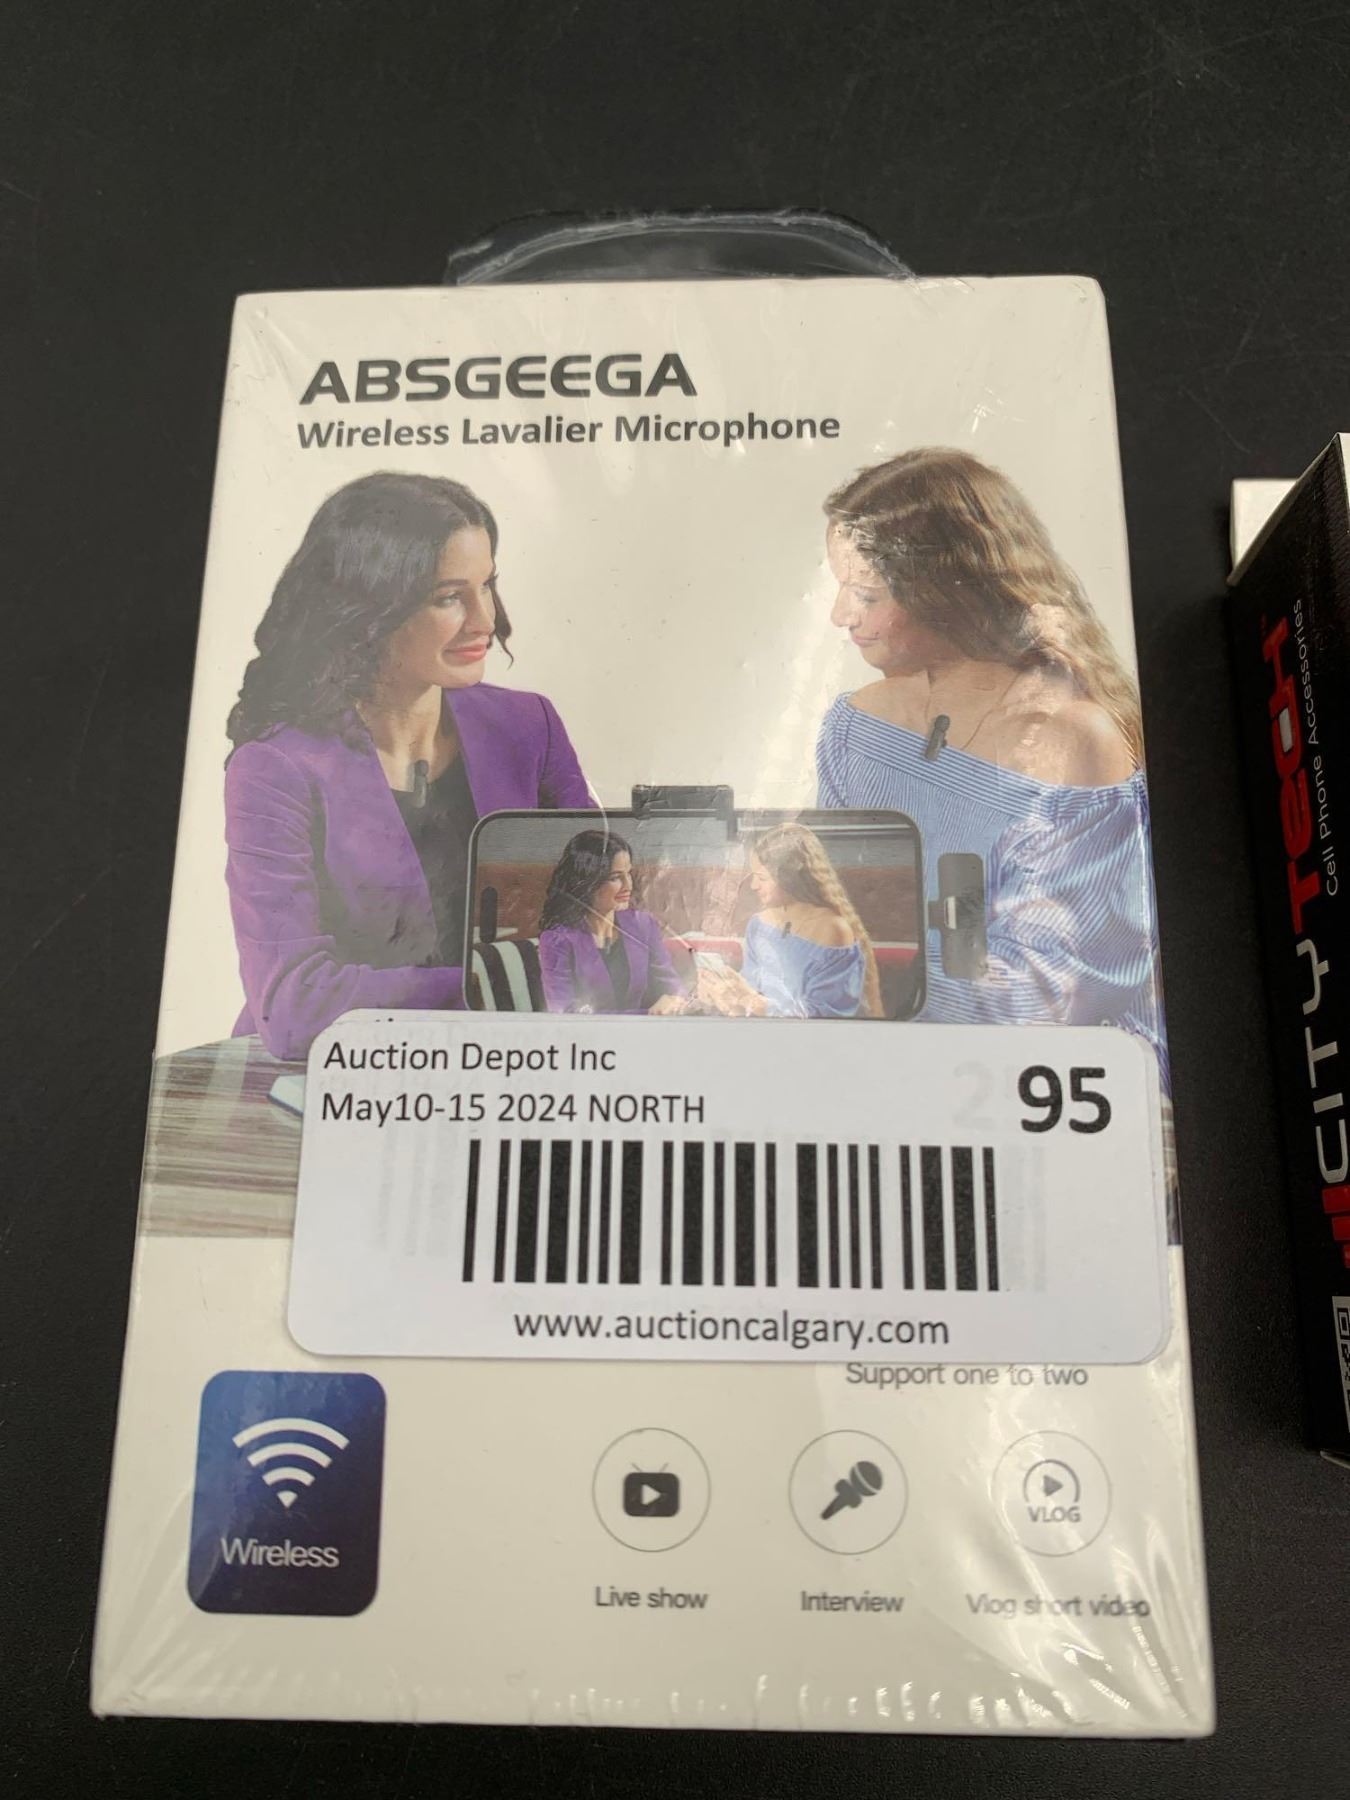 ABSGEEGA
Wireless Lavalier Microphone
Auction Depot Inc
95
May10-15 2024 NORTH
www.auctioncalgary.com
Support one to two
Wireless
VLOG
Live show
Interview
Vlog short video
CITYTECH
Cell Phone Accessories